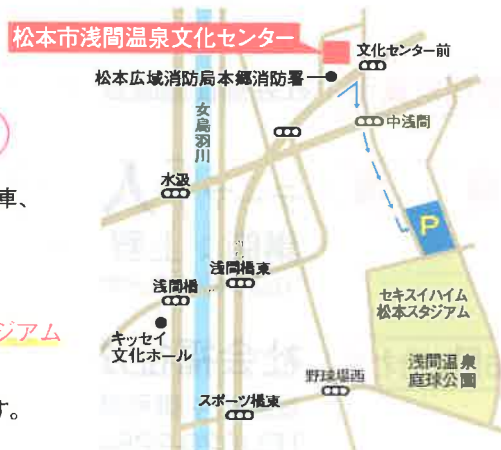 松本市浅間温泉文化センター
文化センター前
松本広域消防局本郷消防署
中浅間
女鳥羽川
水汲
車、
P
浅間橋東
浅間橋
セキスイハイム
松本スタジアム
ジアム
キッセイ
文化ホール
浅間温泉
庭球公園
野球場西
スポーツ橋東
す。